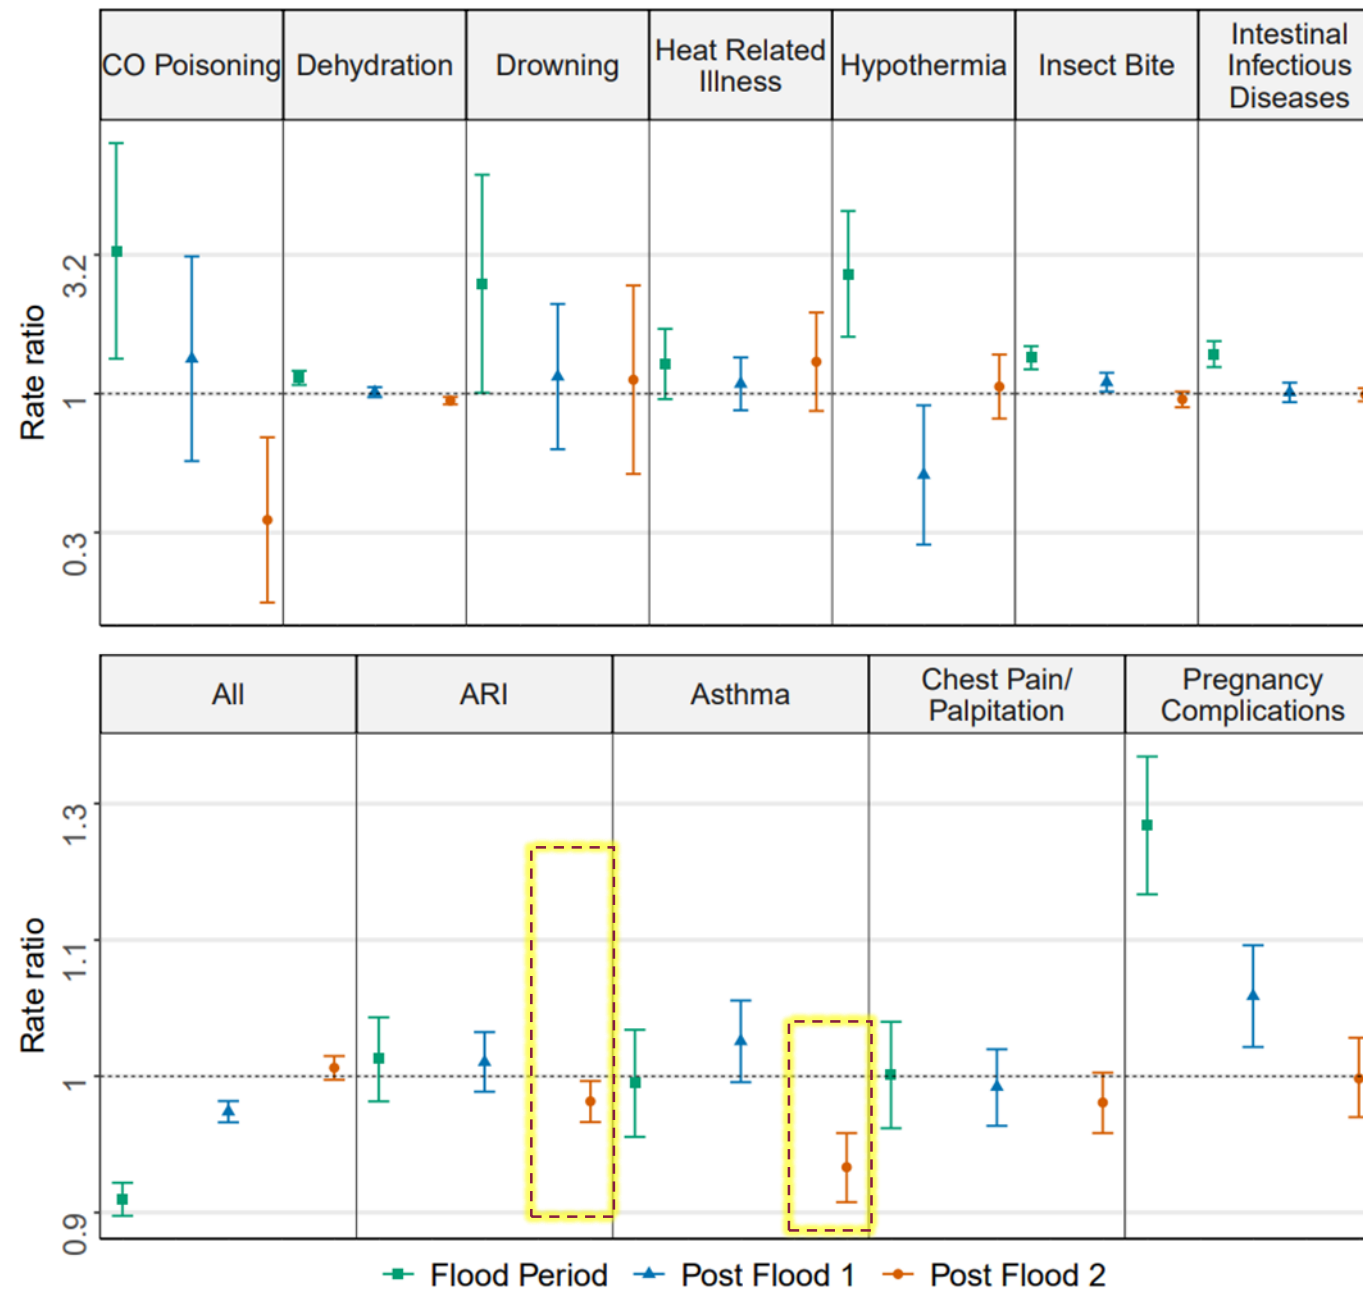 CO Poisoning
Dehydration
Drowning
Heat Related
Illness
Hypothermia
Insect Bite
Intestinal
Infectious
Diseases
Rate ratio
3.2
1
0.3
All
ARI
Asthma
Chest Pain/
Palpitation
Pregnancy
Complications
Rate ratio
1.3
1.1
1
0.9
Flood Period
Post Flood 1
Post Flood 2